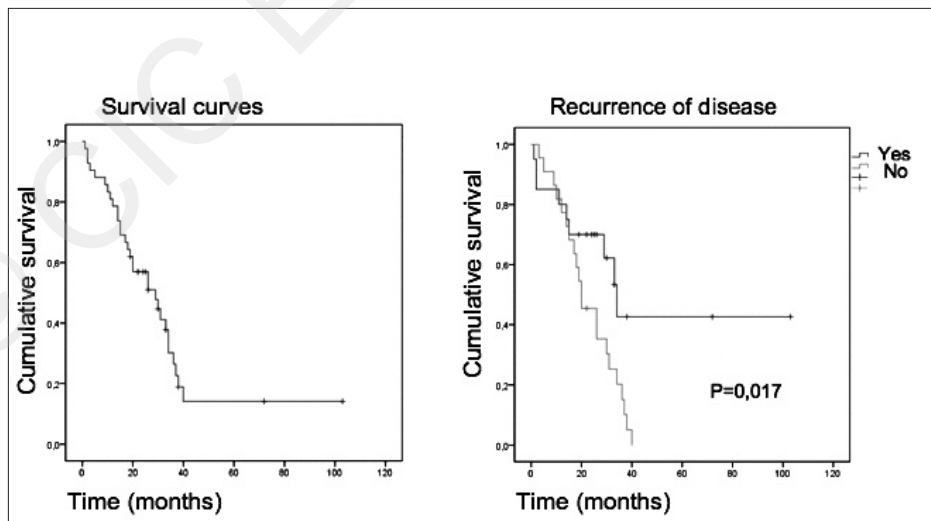 CIC E
Survival curves
Cumulative survival
1,0
0,8
0,6
0,4
0,2
0,0
0
20
40
60
80
100
120
Time (months)
Recurrence of disease
Cumulative survival
1,0
0,8
0,6
0,4
0,2
0,0
0
20
40
60
80
100
120
Time (months)
P=0,017
Yes
No